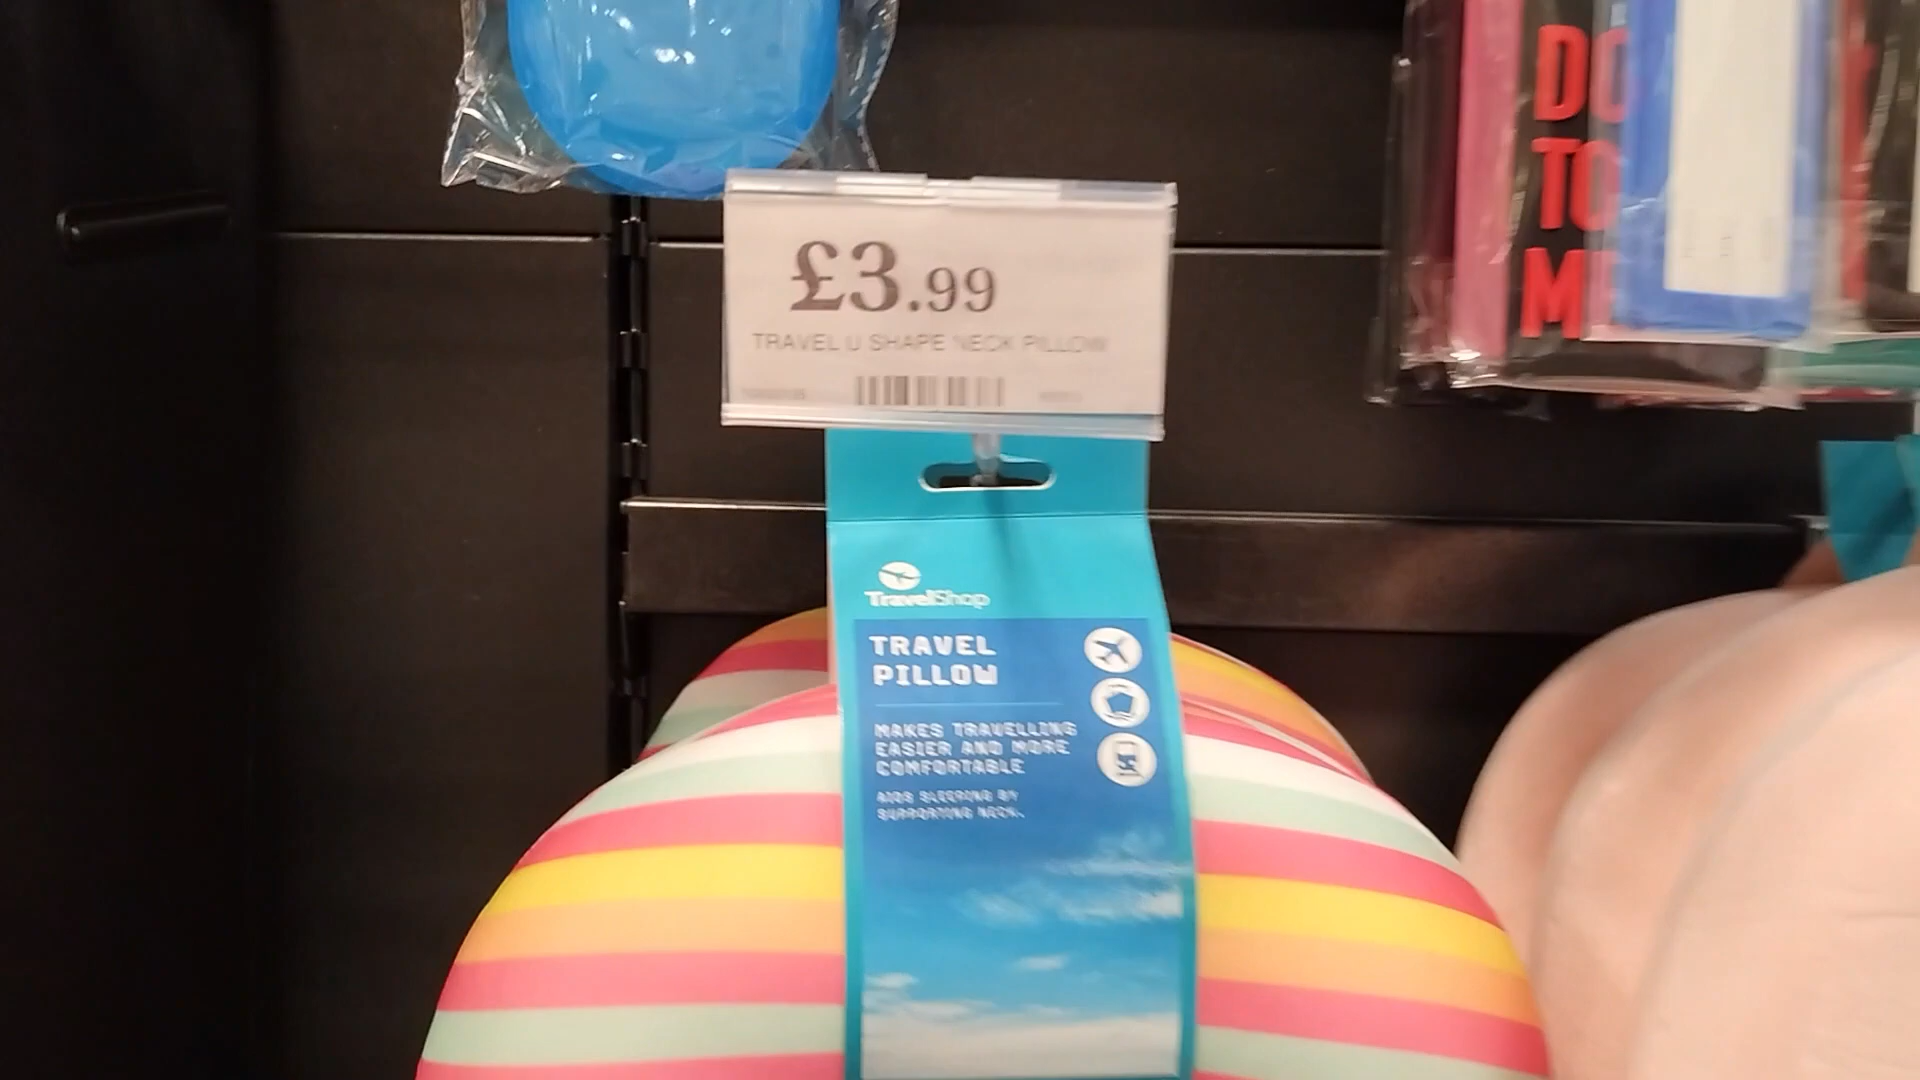 £3.99
TRAVEL U SHAPE NECK PILLOW
TravelShop
TRAVEL
PILLOW
MAKES TRAVELLING
EASIER AND MORE
COMFORTABLE
AIDS SLEEPING BY
SUPPORTING NECK.
TO